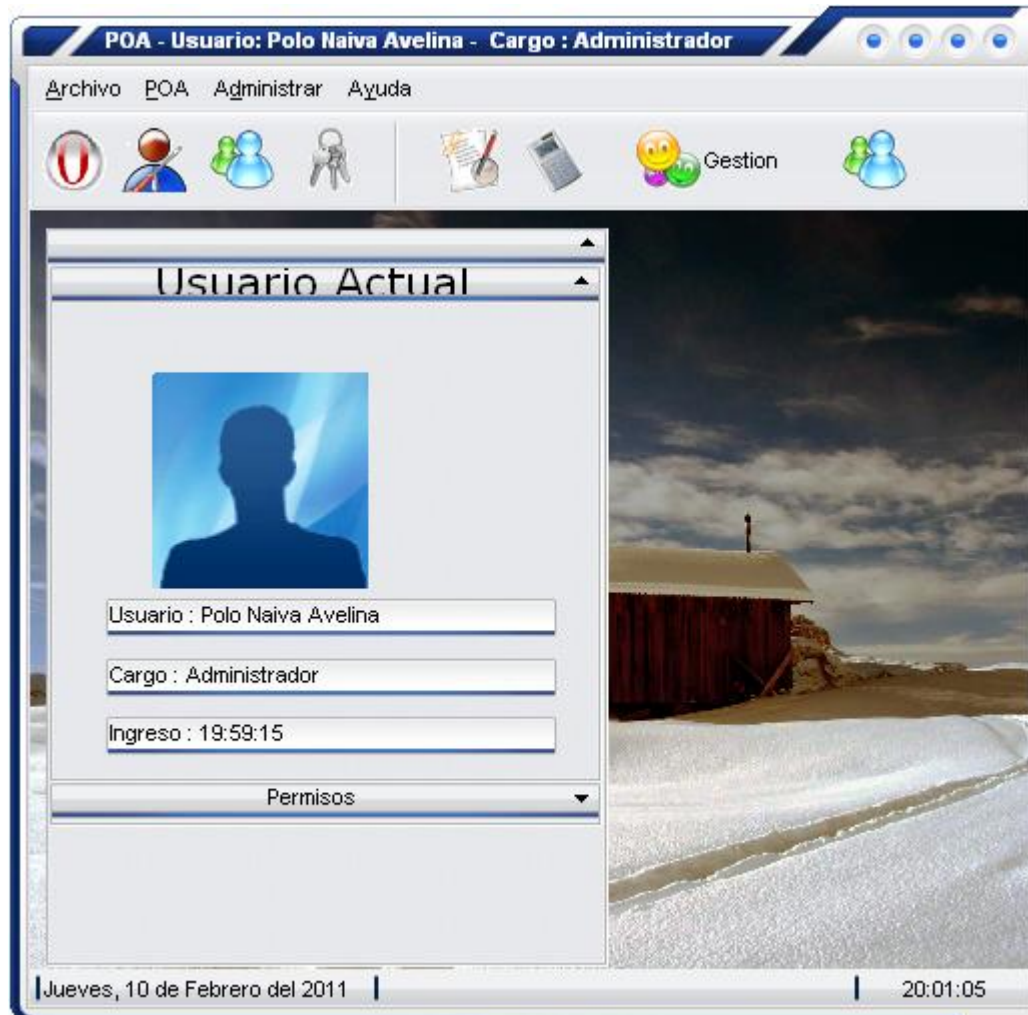 POA - Usuario: Polo Naiva Avelina - Cargo : Administrador
Archivo POA Administrar Ayuda
Gestion
Usuario Actual
Usuario : Polo Naiva Avelina
Cargo : Administrador
Ingreso : 19:59:15
Permisos
Jueves, 10 de Febrero del 2011 20:01:05